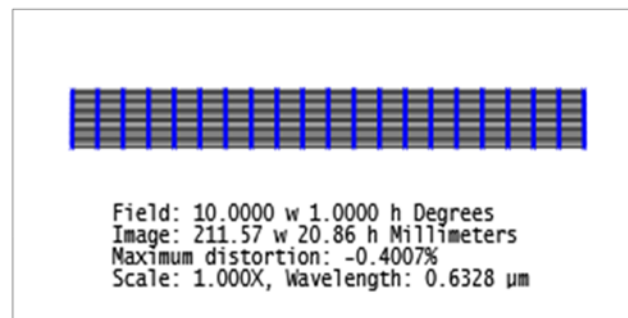 Field: 10.0000 w 1.0000 h Degrees
Image: 211.57 w 20.86 h Millimeters
Maximum distortion: -0.4007%
Scale: 1.000X, Wavelength: 0.6328 µm